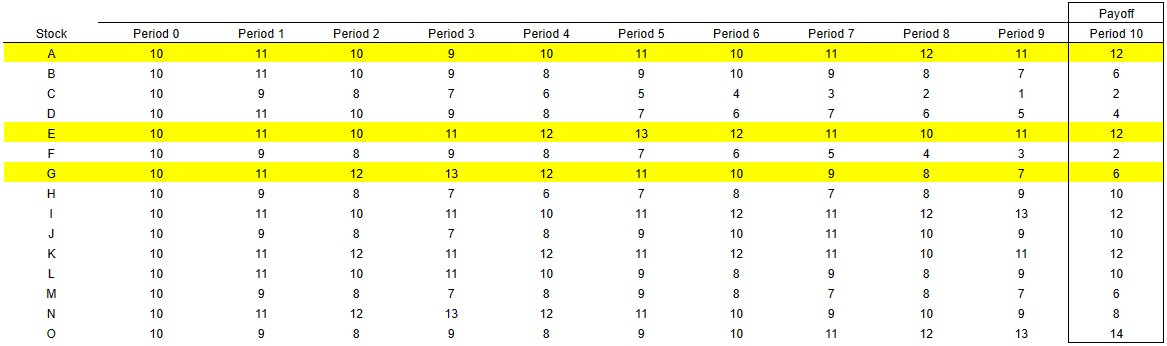 Payoff
Stock Period 0 Period 1 Period 2 Period 3 Period 4 Period 5 Period 6 Period 7 Period 8 Period 9 Period 10
A 10 11 10 9 10 11 10 11 12 11 12
B 10 11 10 9 8 9 10 9 8 7 6
C 10 9 8 7 6 5 4 3 2 1 2
D 10 11 10 9 8 7 6 7 6 5 4
E 10 11 10 11 12 13 12 11 10 11 12
F 10 9 8 9 8 7 6 5 4 3 2
G 10 11 12 13 12 11 10 9 8 7 6
H 10 9 8 7 6 7 8 7 8 9 10
I 10 11 10 11 10 11 12 11 12 13 12
J 10 9 8 7 8 9 10 11 10 9 10
K 10 11 12 11 12 11 12 11 10 11 12
L 10 11 10 11 10 9 8 9 8 9 10
M 10 9 8 7 8 9 8 7 8 7 6
N 10 11 12 13 12 11 10 9 10 9 8
O 10 9 8 9 8 9 10 11 12 13 14